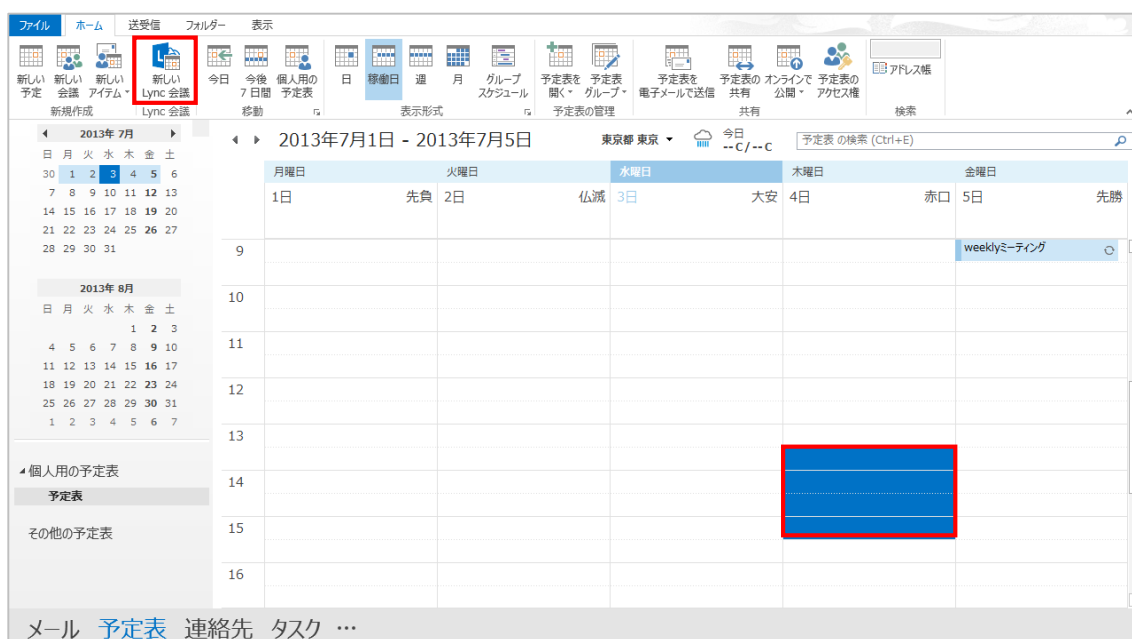 ファイル ホーム 送受信 フォルダー 表示
新しい 新しい 新しい 新しい 今日 今後 個人用の 日 稼働日 週 月 グループ 予定表を 予定表 予定表を 予定表の オンラインで 予定表の アドレス帳
予定 会議 アイテム Lync 会議 7 日間 予定表 スケジュール 開く グループ 電子メールで送信 共有 公開 アクセス権
新規作成 Lync 会議 移動 表示形式 予定表の管理 共有 検索
2013年 7月
日 月 火 水 木 金 土
30 1 2 3 4 5 6
7 8 9 10 11 12 13
14 15 16 17 18 19 20
21 22 23 24 25 26 27
28 29 30 31
2013年 8月
日 月 火 水 木 金 土
1 2 3
4 5 6 7 8 9 10
11 12 13 14 15 16 17
18 19 20 21 22 23 24
25 26 27 28 29 30 31
1 2 3 4 5 6 7
個人用の予定表
予定表
その他の予定表
2013年7月1日 - 2013年7月5日 東京都 東京 今日 予定表 の検索 (Ctrl+E)
--C/--C
月曜日 火曜日 水曜日 木曜日 金曜日
1日 先負 2日 仏滅 3日 大安 4日 赤口 5日 先勝
9 weeklyミーティング
10
11
12
13
14
15
16
メール 予定表 連絡先 タスク …